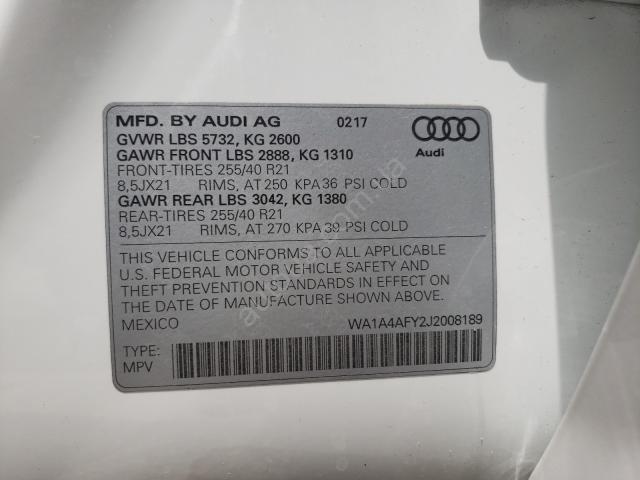 MFD. BY AUDI AG 0217
GVWR LBS 5732, KG 2600
GAWR FRONT LBS 2888, KG 1310
FRONT-TIRES 255/40 R21
8,5JX21 RIMS, AT 250 KPA 36 PSI COLD
GAWR REAR LBS 3042, KG 1380
REAR-TIRES 255/40 R21
8,5JX21 RIMS, AT 270 KPA 39 PSI COLD
Audi
THIS VEHICLE CONFORMS TO ALL APPLICABLE
U.S. FEDERAL MOTOR VEHICLE SAFETY AND
THEFT PREVENTION STANDARDS IN EFFECT ON
THE DATE OF MANUFACTURE SHOWN ABOVE.
MEXICO WA1A4AFY2J2008189
TYPE:
MPV